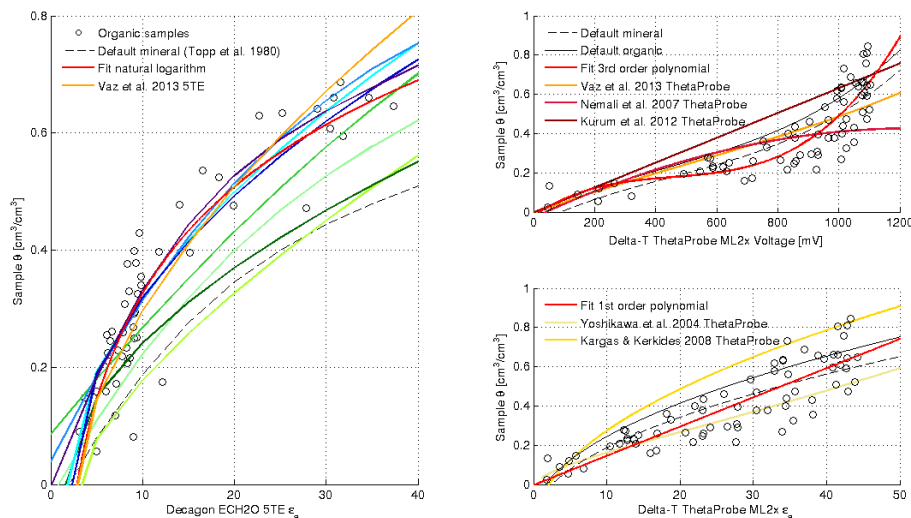 0.8
0.6
0.4
0.2
0
0
10
20
30
40
Sample θ [cm³/cm³]
Decagon ECH2O 5TE εₐ
Organic samples
Default mineral (Topp et al. 1980)
Fit natural logarithm
Vaz et al. 2013 5TE
1
0.8
0.6
0.4
0.2
0
0
200
400
600
800
1000
1200
Sample θ [cm³/cm³]
Delta-T ThetaProbe ML2x Voltage [mV]
Default mineral
Default organic
Fit 3rd order polynomial
Vaz et al. 2013 ThetaProbe
Nemali et al. 2007 ThetaProbe
Kurum et al. 2012 ThetaProbe
1
0.8
0.6
0.4
0.2
0
0
10
20
30
40
50
Sample θ [cm³/cm³]
Delta-T ThetaProbe ML2x εₐ
Fit 1st order polynomial
Yoshikawa et al. 2004 ThetaProbe
Kargas & Kerkides 2008 ThetaProbe